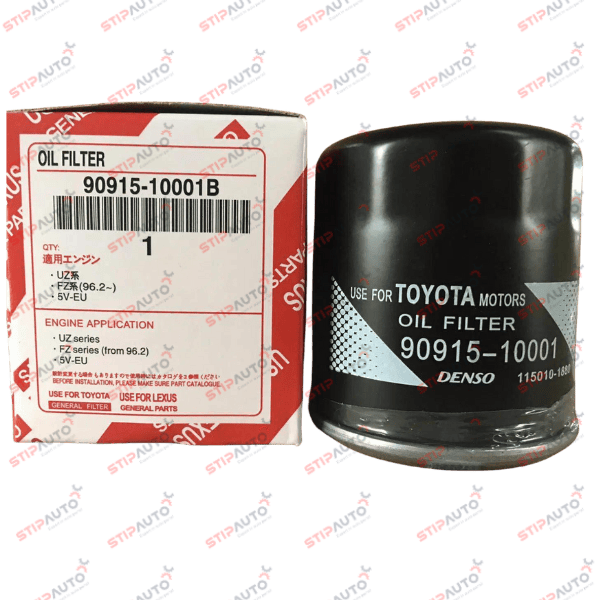 OIL FILTER
90915-10001B
QTY:
1
適用エンジン
・UZ系
・FZ系(96.2~)
・5V-EU
ENGINE APPLICATION
・UZ series
・FZ series (from 96.2)
・5V-EU
BEFORE INSTALLATION, PLEASE MAKE SURE PART CATALOGUE.
USE FOR TOYOTA
GENERAL FILTER
USE FOR LEXUS
GENERAL PARTS
USE FOR TOYOTA MOTORS
OIL FILTER
90915-10001
DENSO
STIPAUTO